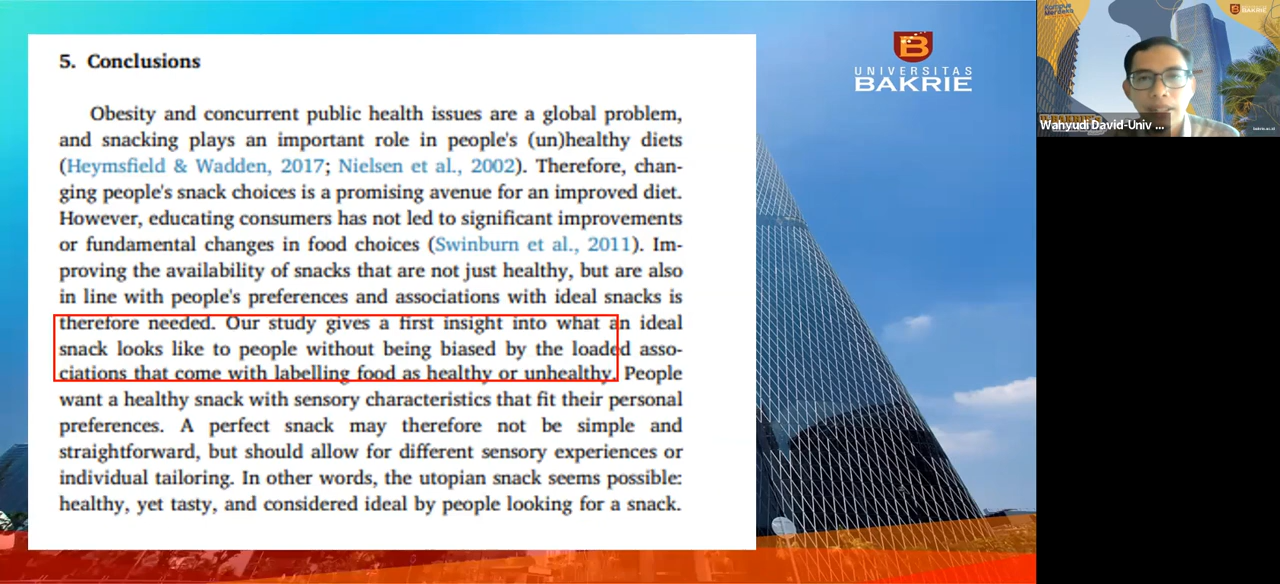 5. Conclusions
Obesity and concurrent public health issues are a global problem,
and snacking plays an important role in people's (un)healthy diets
(Heymsfield & Wadden, 2017; Nielsen et al., 2002). Therefore, chan-
ging people's snack choices is a promising avenue for an improved diet.
However, educating consumers has not led to significant improvements
or fundamental changes in food choices (Swinburn et al., 2011). Im-
proving the availability of snacks that are not just healthy, but are also
in line with people's preferences and associations with ideal snacks is
therefore needed. Our study gives a first insight into what an ideal
snack looks like to people without being biased by the loaded asso-
ciations that come with labelling food as healthy or unhealthy. People
want a healthy snack with sensory characteristics that fit their personal
preferences. A perfect snack may therefore not be simple and
straightforward, but should allow for different sensory experiences or
individual tailoring. In other words, the utopian snack seems possible:
healthy, yet tasty, and considered ideal by people looking for a snack.
B
UNIVERSITAS
BAKRIE
Kampus
Merdeka
BAKRIE
Wahyudi David-Univ ...
bakrie.ac.id